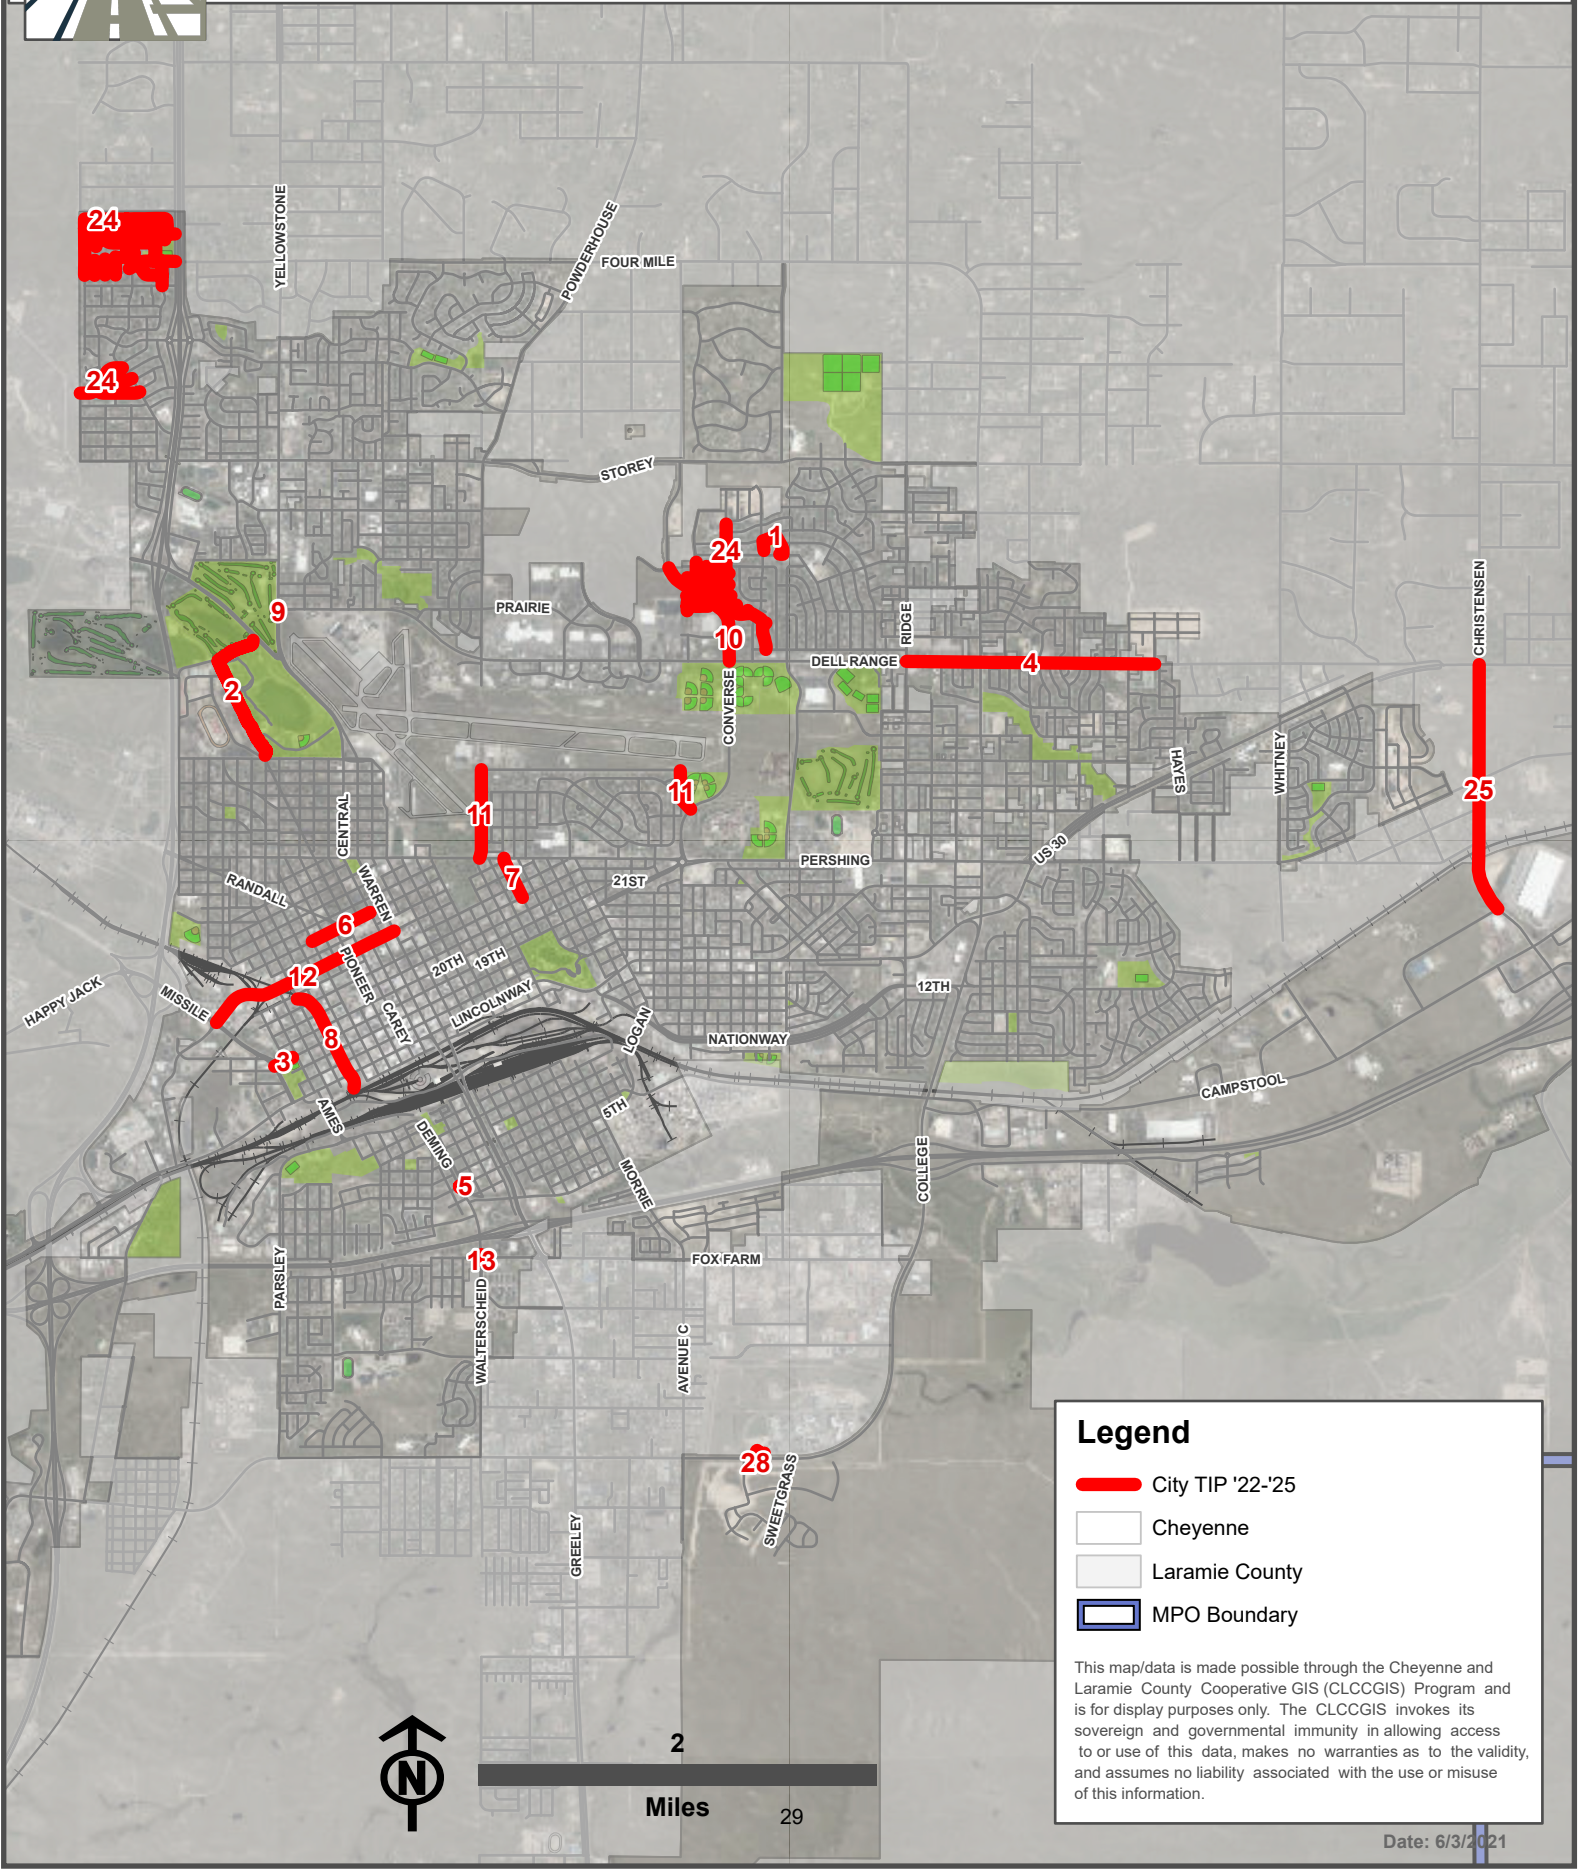 24
YELLOWSTONE
POWDERHOUSE
FOUR MILE
24
STOREY
24
1
PRAIRIE
9
10
RIDGE
CHRISTENSEN
DELL RANGE
4
2
CONVERSE
HAYES
WHITNEY
11
11
25
CENTRAL
US 30
PERSHING
7
21ST
RANDALL
WARREN
6
12
PIONEER
20TH
19TH
HAPPY JACK
MISSILE
CAREY
LINCOLNWAY
12TH
8
LOGAN
NATIONWAY
3
CAMPSTOOL
AMES
5TH
DEMING
5
MORRIE
COLLEGE
13
FOX FARM
PARSLEY
WALTERSCHEID
AVENUE C
28
SWEETGRASS
GREELEY
Legend
City TIP '22-'25
Cheyenne
Laramie County
MPO Boundary
This map/data is made possible through the Cheyenne and
Laramie County Cooperative GIS (CLCCGIS) Program and
is for display purposes only. The CLCCGIS invokes its
sovereign and governmental immunity in allowing access
to or use of this data, makes no warranties as to the validity,
and assumes no liability associated with the use or misuse
of this information.
N
2
Miles
29
Date: 6/3/2021